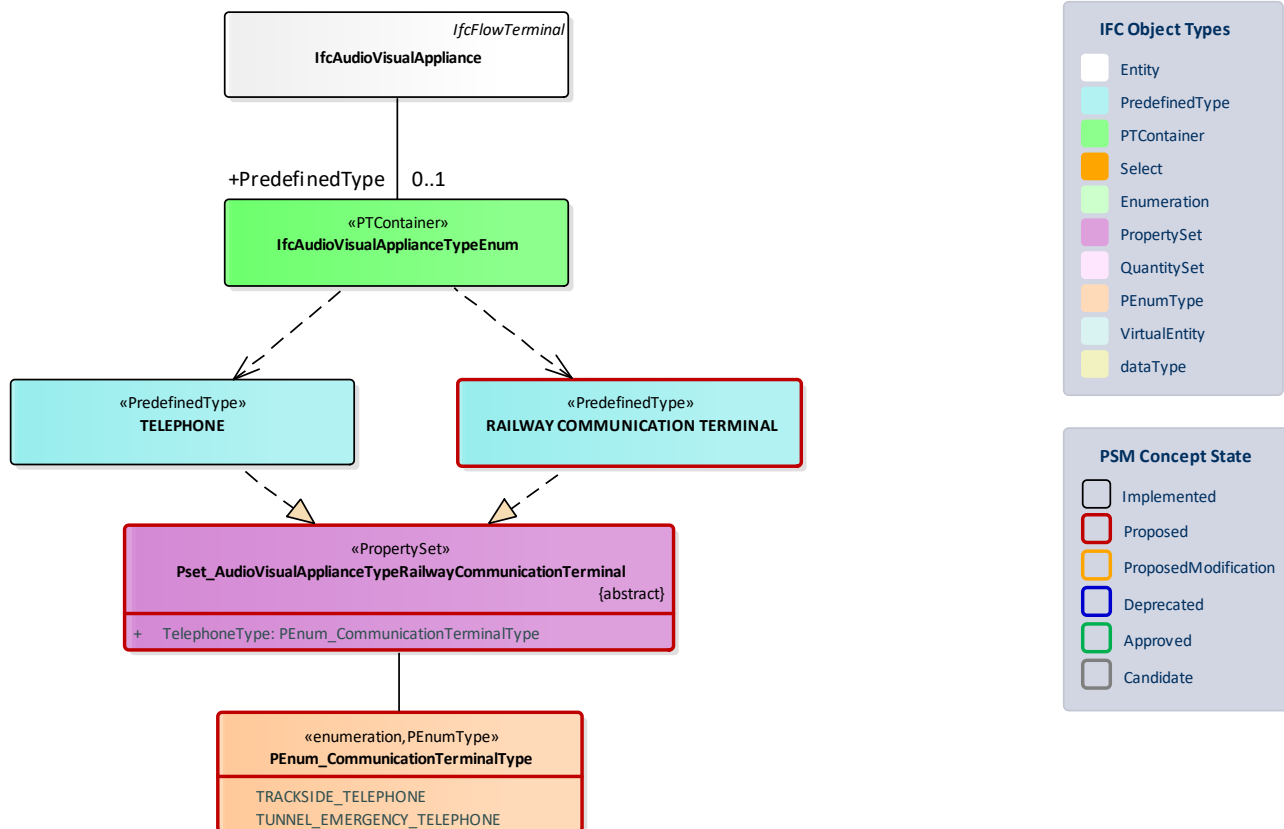 IfcFlowTerminal
IfcAudioVisualAppliance
+PredefinedType 0..1
«PTContainer»
IfcAudioVisualApplianceTypeEnum
«PredefinedType»
TELEPHONE
«PredefinedType»
RAILWAY COMMUNICATION TERMINAL
«PropertySet»
Pset_AudioVisualApplianceTypeRailwayCommunicationTerminal
{abstract}
+ TelephoneType: PEnum_CommunicationTerminalType
«enumeration,PEnumType»
PEnum_CommunicationTerminalType
TRACKSIDE_TELEPHONE
TUNNEL_EMERGENCY_TELEPHONE
IFC Object Types
Entity
PredefinedType
PTContainer
Select
Enumeration
PropertySet
QuantitySet
PEnumType
VirtualEntity
dataType
PSM Concept State
Implemented
Proposed
ProposedModification
Deprecated
Approved
Candidate